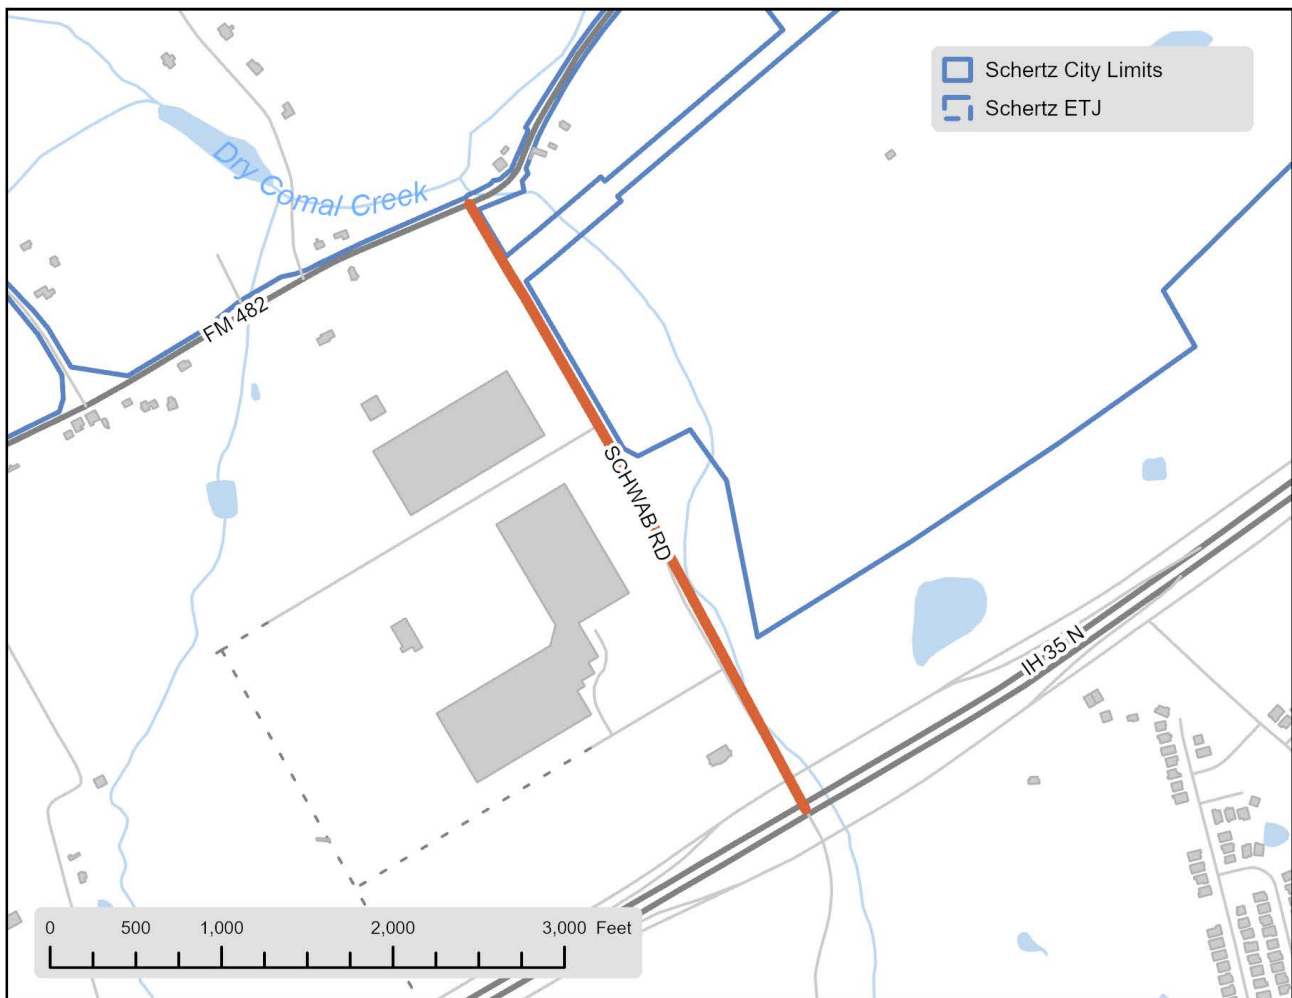 Schertz City Limits
Schertz ETJ
Dry Comal Creek
FM 482
SCHWAB RD
IH 35 N
0 500 1,000 2,000 3,000 Feet